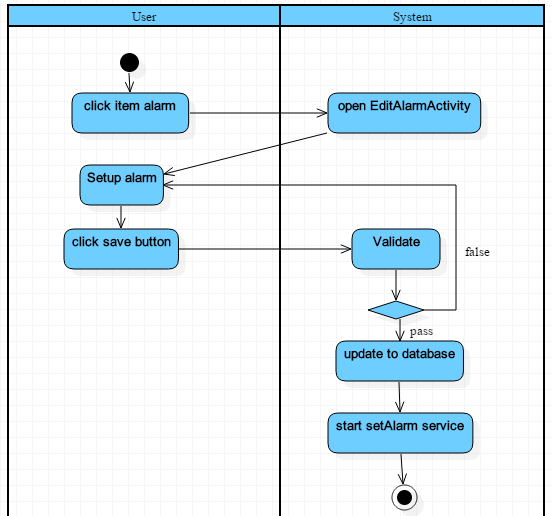 User
System
click item alarm
open EditAlarmActivity
Setup alarm
click save button
Validate
false
pass
update to database
start setAlarm service